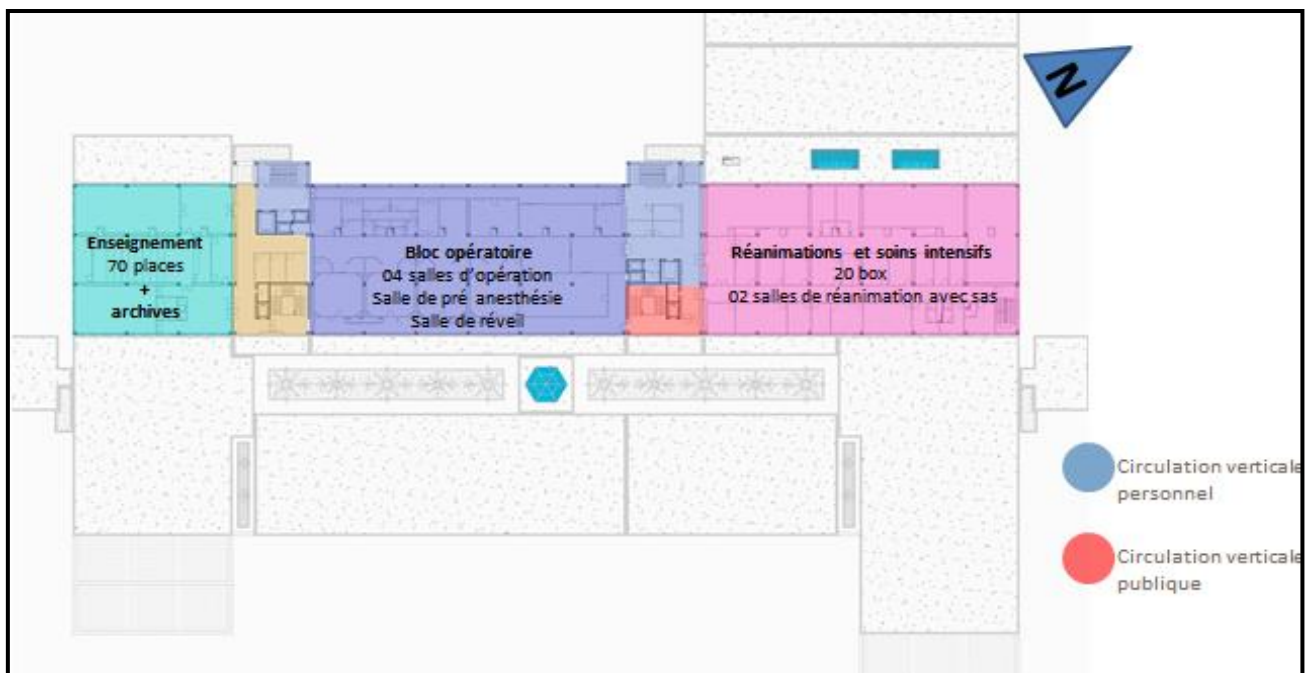 N
Enseignement
70 places
+
archives
Bloc opératoire
04 salles d'opération
Salle de pré anesthésie
Salle de réveil
Réanimations et soins intensifs
20 box
02 salles de réanimation avec sas
Circulation verticale
personnel
Circulation verticale
publique